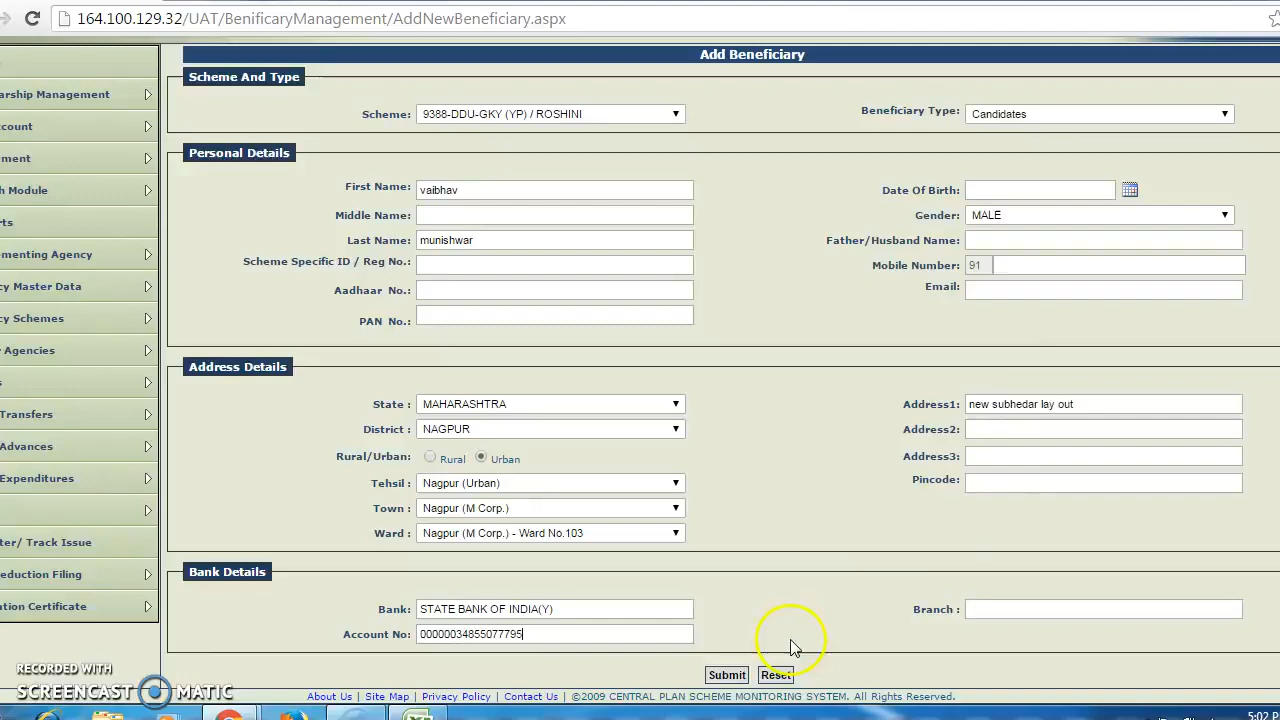 164.100.129.32/UAT/BenificaryManagement/AddNewBeneficiary.aspx
Add Beneficiary
Scheme And Type
Scheme: 9388-DDU-GKY (YP) / ROSHINI
Beneficiary Type: Candidates
Personal Details
First Name: vaibhav
Date Of Birth:
Middle Name:
Gender: MALE
Last Name: munishwar
Father/Husband Name:
Scheme Specific ID / Reg No.:
Mobile Number: 91
Aadhaar No.:
Email:
PAN No.:
Address Details
State : MAHARASHTRA
Address1: new subhedar lay out
District : NAGPUR
Address2:
Rural/Urban: Rural Urban
Address3:
Tehsil : Nagpur (Urban)
Pincode:
Town : Nagpur (M Corp.)
Ward : Nagpur (M Corp.) - Ward No.103
Bank Details
Bank: STATE BANK OF INDIA(Y)
Branch :
Account No: 00000034855077795
Submit Reset
About Us | Site Map | Privacy Policy | Contact Us | ©2009 CENTRAL PLAN SCHEME MONITORING SYSTEM. All Rights Reserved.
arship Management
count
ment
h Module
rts
ementing Agency
cy Master Data
cy Schemes
r Agencies
s
Transfers
Advances
Expenditures
ter/ Track Issue
eduction Filing
ation Certificate
RECORDED WITH
SCREENCAST MATIC
5:02 P